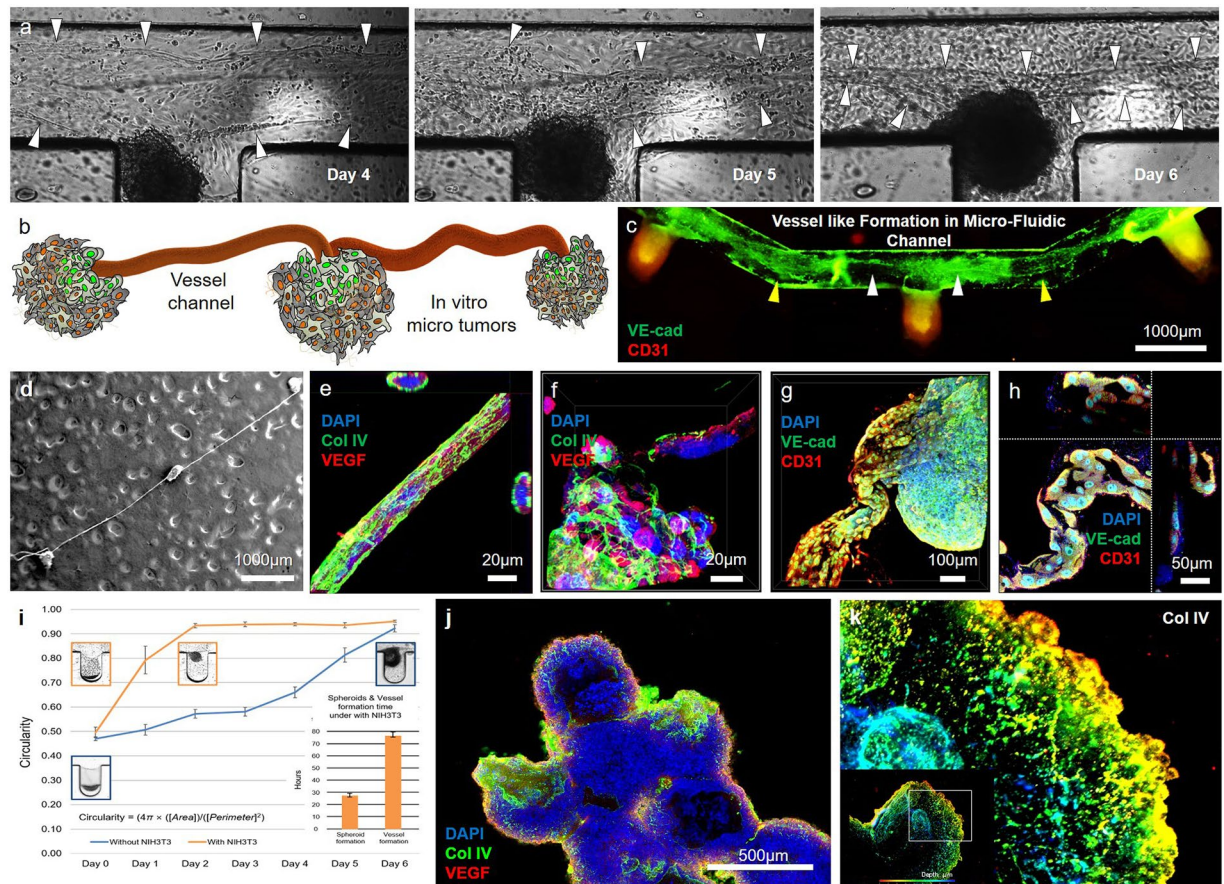 a
Day 4
Day 5
Day 6
b
Vessel
channel
In vitro
micro tumors
c
Vessel like Formation in Micro-Fluidic
Channel
VE-cad
CD31
1000µm
d
1000µm
e
DAPI
Col IV
VEGF
20µm
f
DAPI
Col IV
VEGF
20µm
g
DAPI
VE-cad
CD31
100µm
h
DAPI
VE-cad
CD31
50µm
i
1.00
0.90
0.80
0.70
0.60
0.50
0.40
0.30
0.20
0.10
0.00
Circularity
Spheroids & Vessel
formation time
under with NIH3T3
80
70
60
50
40
30
20
10
0
Hours
Spheroid
formation
Vessel
formation
Circularity = (4π × ([Area])/([Perimeter]²)
Without NIH3T3
With NIH3T3
Day 0
Day 1
Day 2
Day 3
Day 4
Day 5
Day 6
j
DAPI
Col IV
VEGF
500µm
k
Col IV
Depth: µm